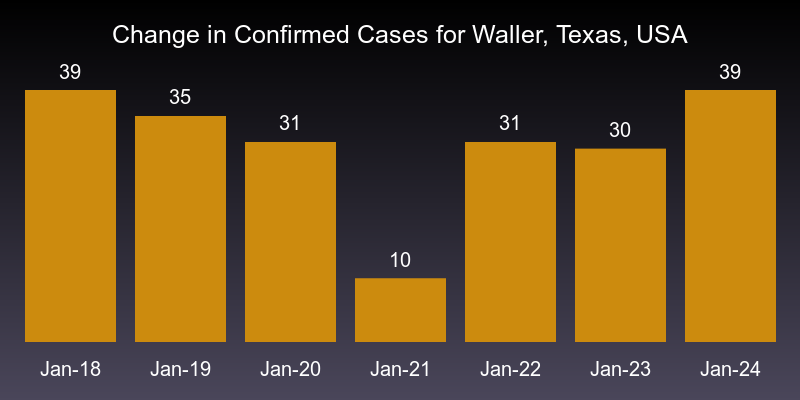 Change in Confirmed Cases for Waller, Texas, USA
39
35
31
10
31
30
39
Jan-18
Jan-19
Jan-20
Jan-21
Jan-22
Jan-23
Jan-24